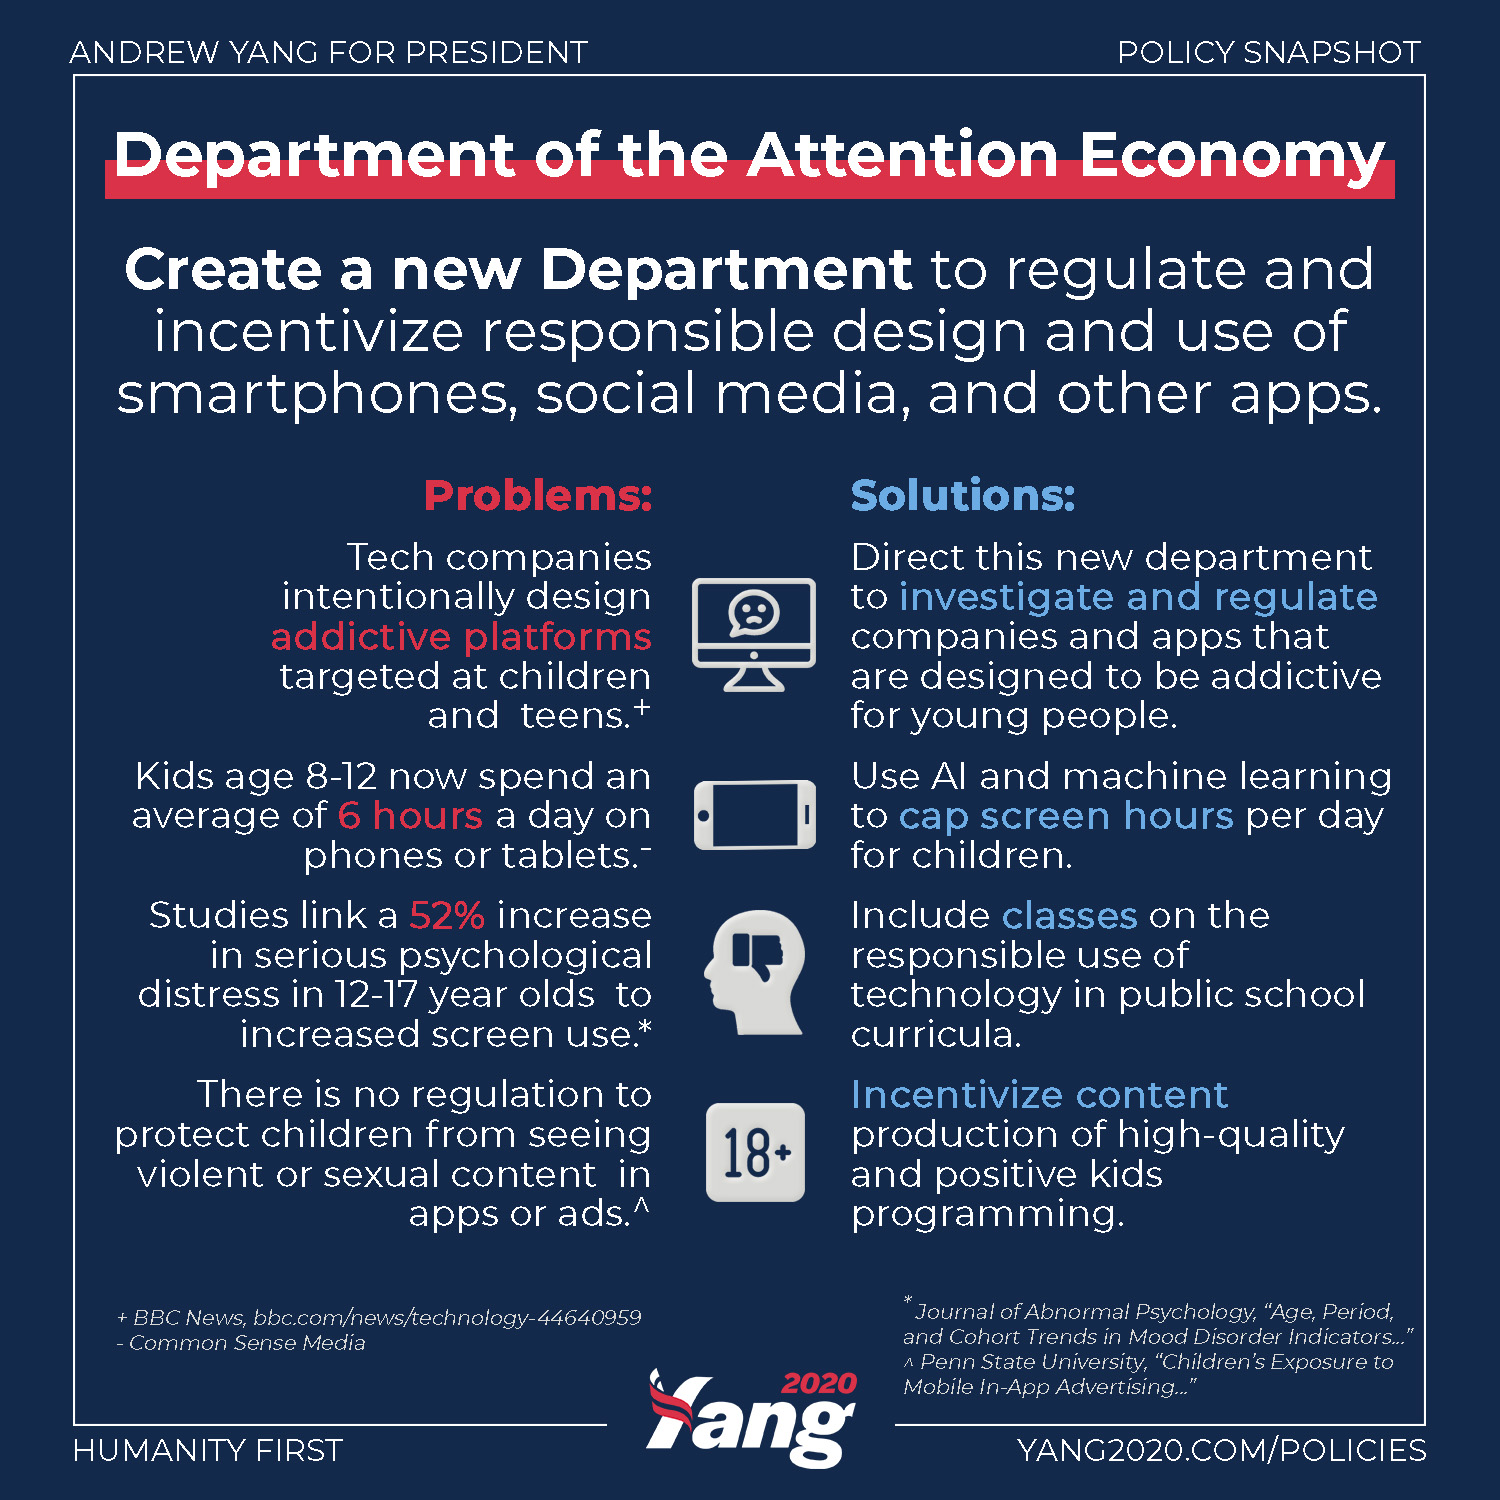 ANDREW YANG FOR PRESIDENT
POLICY SNAPSHOT
Department of the Attention Economy
Create a new Department to regulate and
incentivize responsible design and use of
smartphones, social media, and other apps.
Problems:
Tech companies
intentionally design
addictive platforms
targeted at children
and teens.+
Kids age 8-12 now spend an
average of 6 hours a day on
phones or tablets.-
Studies link a 52% increase
in serious psychological
distress in 12-17 year olds to
increased screen use.*
There is no regulation to
protect children from seeing
violent or sexual content in
apps or ads.^
18+
Solutions:
Direct this new department
to investigate and regulate
companies and apps that
are designed to be addictive
for young people.
Use AI and machine learning
to cap screen hours per day
for children.
Include classes on the
responsible use of
technology in public school
curricula.
Incentivize content
production of high-quality
and positive kids
programming.
+ BBC News, bbc.com/news/technology-44640959
- Common Sense Media
* Journal of Abnormal Psychology, “Age, Period,
and Cohort Trends in Mood Disorder Indicators...”
^ Penn State University, “Children’s Exposure to
Mobile In-App Advertising...”
2020
Yang
HUMANITY FIRST
YANG2020.COM/POLICIES